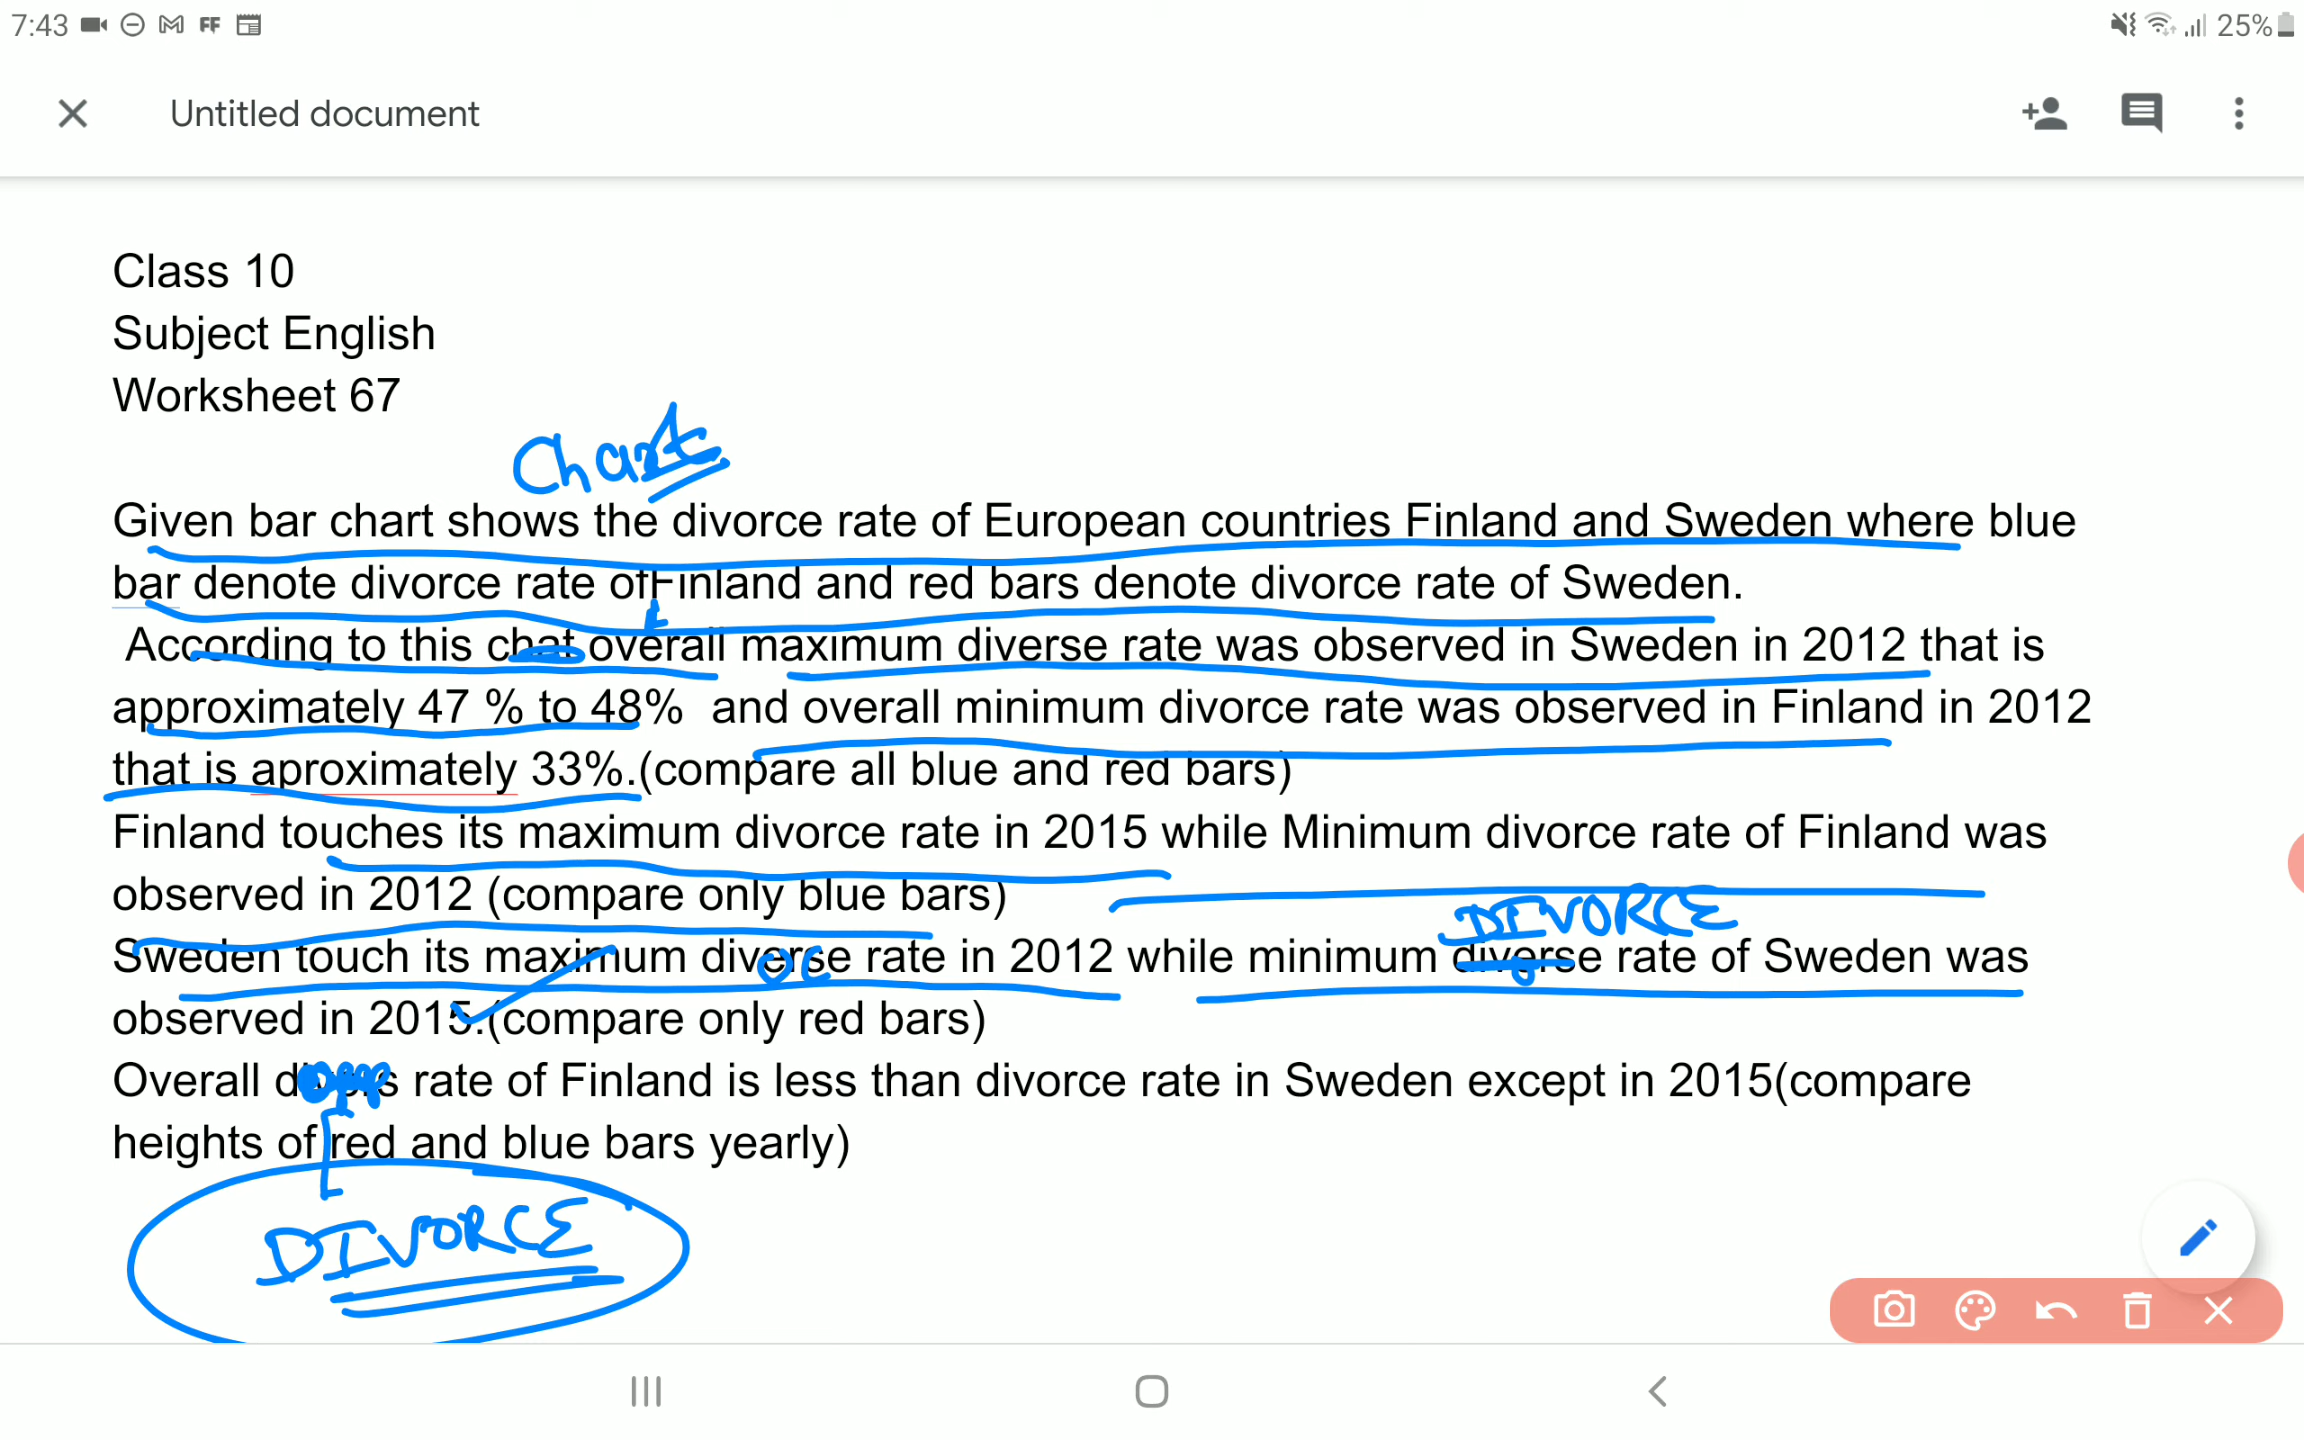 7:43
25%
Untitled document
Class 10
Subject English
Worksheet 67
Chart
Given bar chart shows the divorce rate of European countries Finland and Sweden where blue
bar denote divorce rate ofFinland and red bars denote divorce rate of Sweden.
According to this chat overall maximum diverse rate was observed in Sweden in 2012 that is
approximately 47 % to 48% and overall minimum divorce rate was observed in Finland in 2012
that is aproximately 33%.(compare all blue and red bars)
Finland touches its maximum divorce rate in 2015 while Minimum divorce rate of Finland was
observed in 2012 (compare only blue bars)
DIVORCE
Sweden touch its maximum diverse rate in 2012 while minimum diverse rate of Sweden was
observed in 2015.(compare only red bars)
Overall rate of Finland is less than divorce rate in Sweden except in 2015(compare
heights of red and blue bars yearly)
DIVORCE